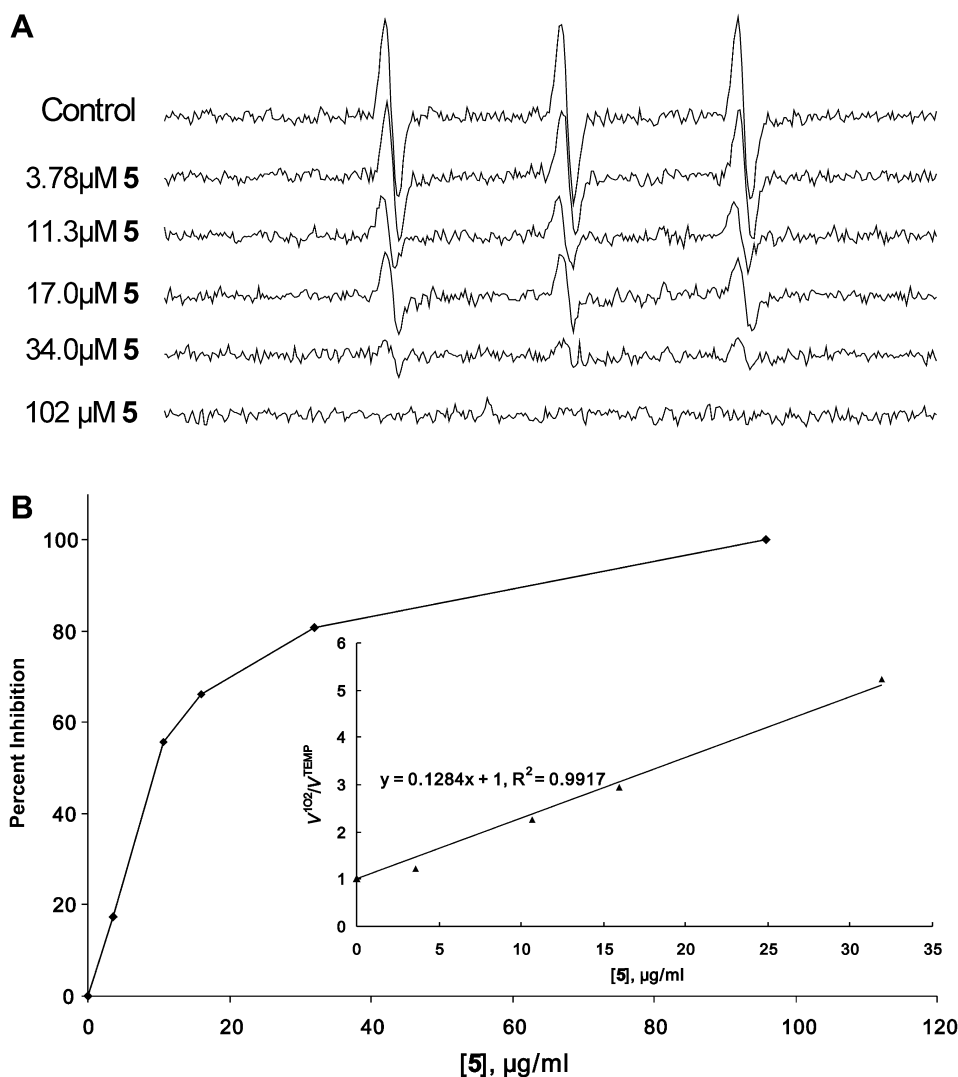 A
Control
3.78µM 5
11.3µM 5
17.0µM 5
34.0µM 5
102 µM 5
B
100
80
60
40
20
0
Percent Inhibition
0 20 40 60 80 100 120
[5], µg/ml
6
5
4
3
2
1
0
V¹O2/VTEMP
y = 0.1284x + 1, R² = 0.9917
0 5 10 15 20 25 30 35
[5], µg/ml